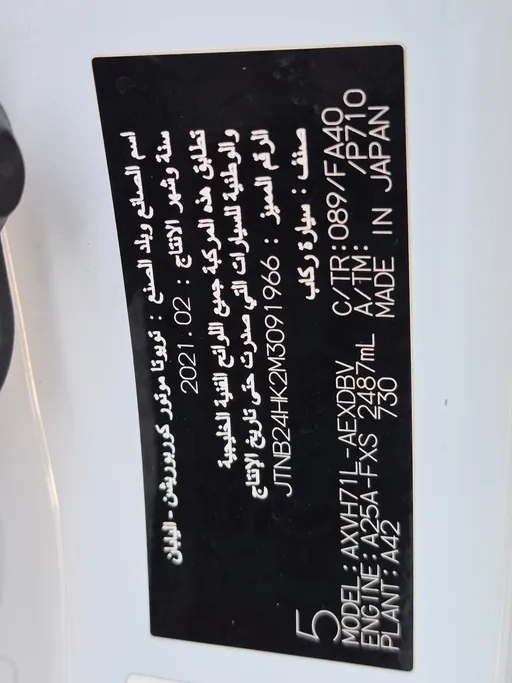 اسم الصانع وبلد الصنع : تويوتا موتور كوربوريشن - اليابان
سنة وشهر الانتاج : 2021.02
تطابق هذه المركبة جميع اللوائح الفنية الخليجية
والوطنية للسيارات التي صدرت حتى تاريخ الإنتاج
الرقم المميز : JTNB24HK2M3091966
صنف : سيارة ركاب
5
MODEL:AXVH71L-AEXDBV C/TR:089/FA40
ENGINE:A25A-FXS 2487mL A/TM: /P710
PLANT:A42 730 MADE IN JAPAN